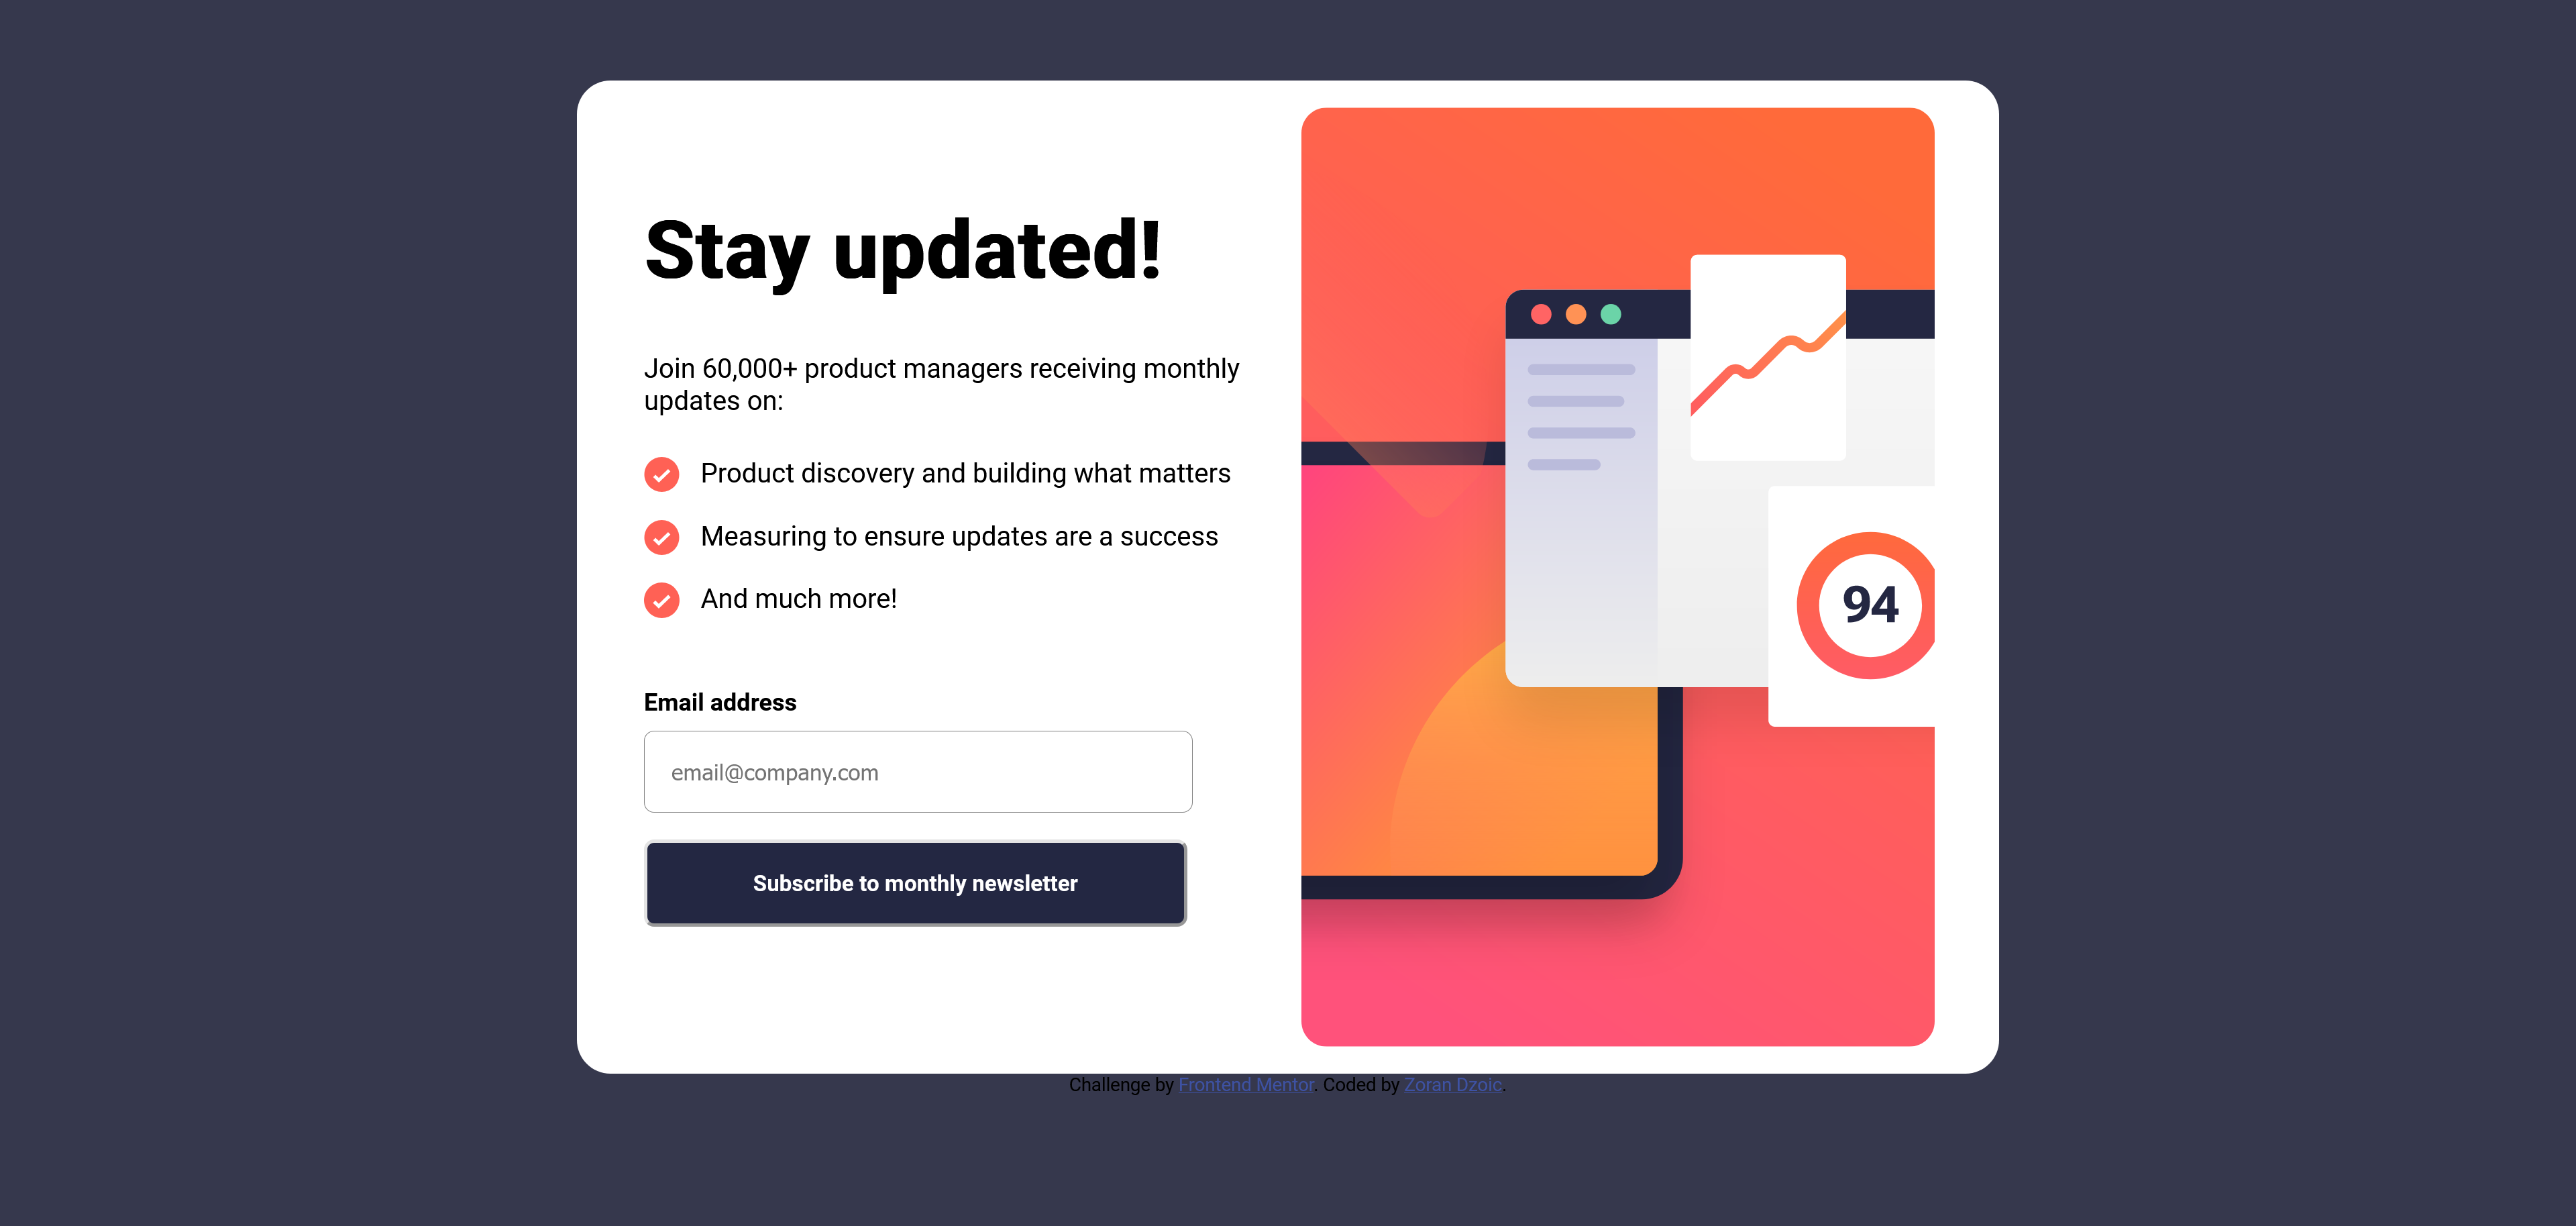 Stay updated!
Join 60,000+ product managers receiving monthly
updates on:
Product discovery and building what matters
Measuring to ensure updates are a success
And much more!
Email address
email@company.com
Subscribe to monthly newsletter
94
Challenge by Frontend Mentor. Coded by Zoran Dzoic.